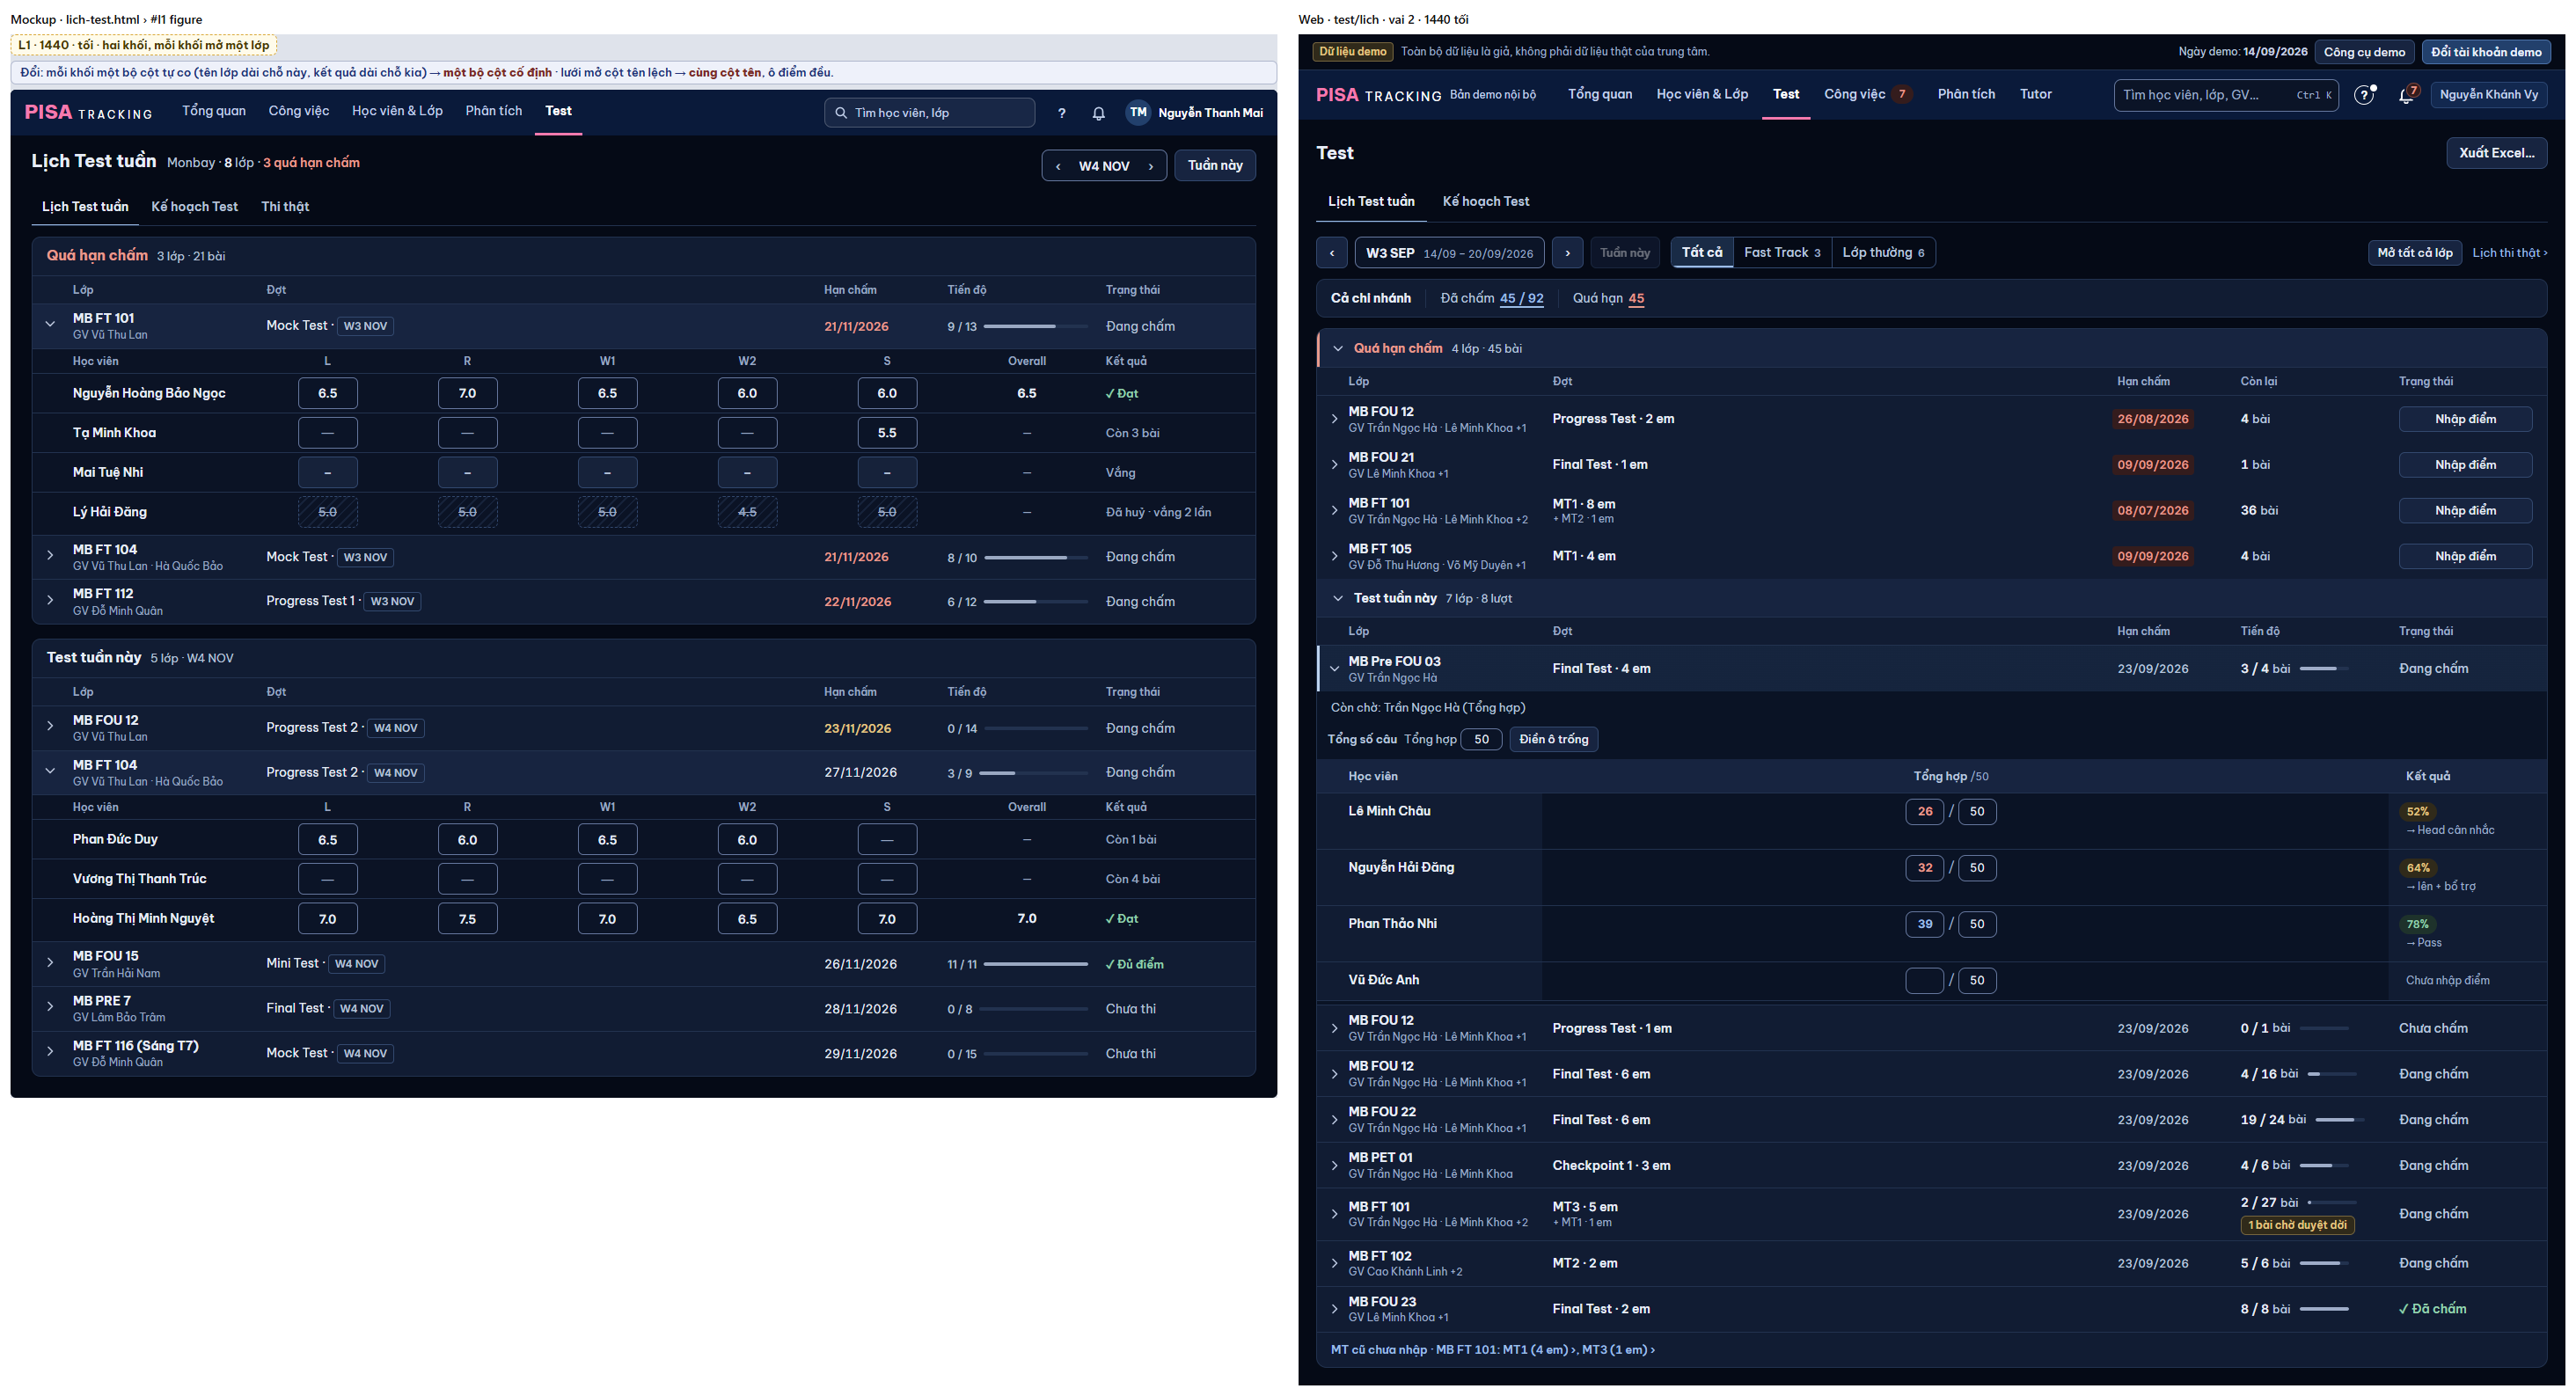 Mockup · lich-test.html › #l1 figure
L1 · 1440 · tối · hai khối, mỗi khối mở một lớp
Đổi: mỗi khối một bộ cột tự co (tên lớp dài chỗ này, kết quả dài chỗ kia) → một bộ cột cố định · lưới mở cột tên lệch → cùng cột tên, ô điểm đều.
PISA TRACKING Tổng quan Công việc Học viên & Lớp Phân tích Test Tìm học viên, lớp ? TM Nguyễn Thanh Mai
Lịch Test tuần Monbay · 8 lớp · 3 quá hạn chấm ‹ W4 NOV › Tuần này
Lịch Test tuần Kế hoạch Test Thi thật
Quá hạn chấm 3 lớp · 21 bài
Lớp Đợt Hạn chấm Tiến độ Trạng thái
MB FT 101 Mock Test · W3 NOV 21/11/2026 9 / 13 Đang chấm
GV Vũ Thu Lan
Học viên L R W1 W2 S Overall Kết quả
Nguyễn Hoàng Bảo Ngọc 6.5 7.0 6.5 6.0 6.0 6.5 ✓ Đạt
Tạ Minh Khoa — — — — 5.5 – Còn 3 bài
Mai Tuệ Nhi – – – – – – Vắng
Lý Hải Đăng 5.0 5.0 5.0 4.5 5.0 – Đã huỷ · vắng 2 lần
MB FT 104 Mock Test · W3 NOV 21/11/2026 8 / 10 Đang chấm
GV Vũ Thu Lan · Hà Quốc Bảo
MB FT 112 Progress Test 1 · W3 NOV 22/11/2026 6 / 12 Đang chấm
GV Đỗ Minh Quân
Test tuần này 5 lớp · W4 NOV
Lớp Đợt Hạn chấm Tiến độ Trạng thái
MB FOU 12 Progress Test 2 · W4 NOV 23/11/2026 0 / 14 Đang chấm
GV Vũ Thu Lan
MB FT 104 Progress Test 2 · W4 NOV 27/11/2026 3 / 9 Đang chấm
GV Vũ Thu Lan · Hà Quốc Bảo
Học viên L R W1 W2 S Overall Kết quả
Phan Đức Duy 6.5 6.0 6.5 6.0 — – Còn 1 bài
Vương Thị Thanh Trúc — — — — — – Còn 4 bài
Hoàng Thị Minh Nguyệt 7.0 7.5 7.0 6.5 7.0 7.0 ✓ Đạt
MB FOU 15 Mini Test · W4 NOV 26/11/2026 11 / 11 ✓ Đủ điểm
GV Trần Hải Nam
MB PRE 7 Final Test · W4 NOV 28/11/2026 0 / 8 Chưa thi
GV Lâm Bảo Trâm
MB FT 116 (Sáng T7) Mock Test · W4 NOV 29/11/2026 0 / 15 Chưa thi
GV Đỗ Minh Quân
Web · test/lich · vai 2 · 1440 tối
Dữ liệu demo Toàn bộ dữ liệu là giả, không phải dữ liệu thật của trung tâm. Ngày demo: 14/09/2026 Công cụ demo Đổi tài khoản demo
PISA TRACKING Bản demo nội bộ Tổng quan Học viên & Lớp Test Công việc 7 Phân tích Tutor Tìm học viên, lớp, GV... Ctrl K ? 7 Nguyễn Khánh Vy
Test Xuất Excel...
Lịch Test tuần Kế hoạch Test
‹ W3 SEP 14/09 – 20/09/2026 › Tuần này Tất cả Fast Track 3 Lớp thường 6 Mở tất cả lớp Lịch thi thật ›
Cả chi nhánh Đã chấm 45 / 92 Quá hạn 45
Quá hạn chấm 4 lớp · 45 bài
Lớp Đợt Hạn chấm Còn lại Trạng thái
MB FOU 12 Progress Test · 2 em 26/08/2026 4 bài Nhập điểm
GV Trần Ngọc Hà · Lê Minh Khoa +1
MB FOU 21 Final Test · 1 em 09/09/2026 1 bài Nhập điểm
GV Lê Minh Khoa +1
MB FT 101 MT1 · 8 em 08/07/2026 36 bài Nhập điểm
GV Trần Ngọc Hà · Lê Minh Khoa +2 + MT2 · 1 em
MB FT 105 MT1 · 4 em 09/09/2026 4 bài Nhập điểm
GV Đỗ Thu Hương · Võ Mỹ Duyên +1
Test tuần này 7 lớp · 8 lượt
Lớp Đợt Hạn chấm Tiến độ Trạng thái
MB Pre FOU 03 Final Test · 4 em 23/09/2026 3 / 4 bài Đang chấm
GV Trần Ngọc Hà
Còn chờ: Trần Ngọc Hà (Tổng hợp)
Tổng số câu Tổng hợp 50 Điền ô trống
Học viên Tổng hợp /50 Kết quả
Lê Minh Châu 26 / 50 52%
→ Head cân nhắc
Nguyễn Hải Đăng 32 / 50 64%
→ lên + bổ trợ
Phan Thảo Nhi 39 / 50 78%
→ Pass
Vũ Đức Anh / 50 Chưa nhập điểm
MB FOU 12 Progress Test · 1 em 23/09/2026 0 / 1 bài Chưa chấm
GV Trần Ngọc Hà · Lê Minh Khoa +1
MB FOU 12 Final Test · 6 em 23/09/2026 4 / 16 bài Đang chấm
GV Trần Ngọc Hà · Lê Minh Khoa +1
MB FOU 22 Final Test · 6 em 23/09/2026 19 / 24 bài Đang chấm
GV Trần Ngọc Hà · Lê Minh Khoa +1
MB PET 01 Checkpoint 1 · 3 em 23/09/2026 4 / 6 bài Đang chấm
GV Trần Ngọc Hà · Lê Minh Khoa
MB FT 101 MT3 · 5 em 23/09/2026 2 / 27 bài Đang chấm
GV Trần Ngọc Hà · Lê Minh Khoa +2 + MT1 · 1 em 1 bài chờ duyệt dời
MB FT 102 MT2 · 2 em 23/09/2026 5 / 6 bài Đang chấm
GV Cao Khánh Linh +2
MB FOU 23 Final Test · 2 em 8 / 8 bài ✓ Đã chấm
GV Lê Minh Khoa +1
MT cũ chưa nhập · MB FT 101: MT1 (4 em) ›, MT3 (1 em) ›